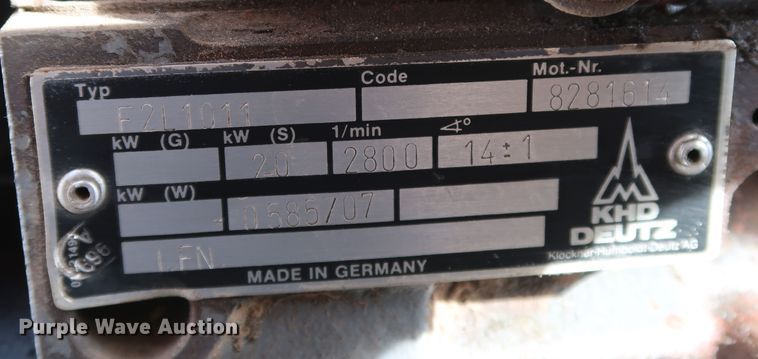 Typ Code Mot.-Nr.
F2L1011 8281614
kW (G) kW (S) 1/min ∢°
20 2800 14±1
kW (W)
- 0585/07
LFN
MADE IN GERMANY
KHD
DEUTZ
Klöckner-Humboldt-Deutz AG
Purple Wave Auction